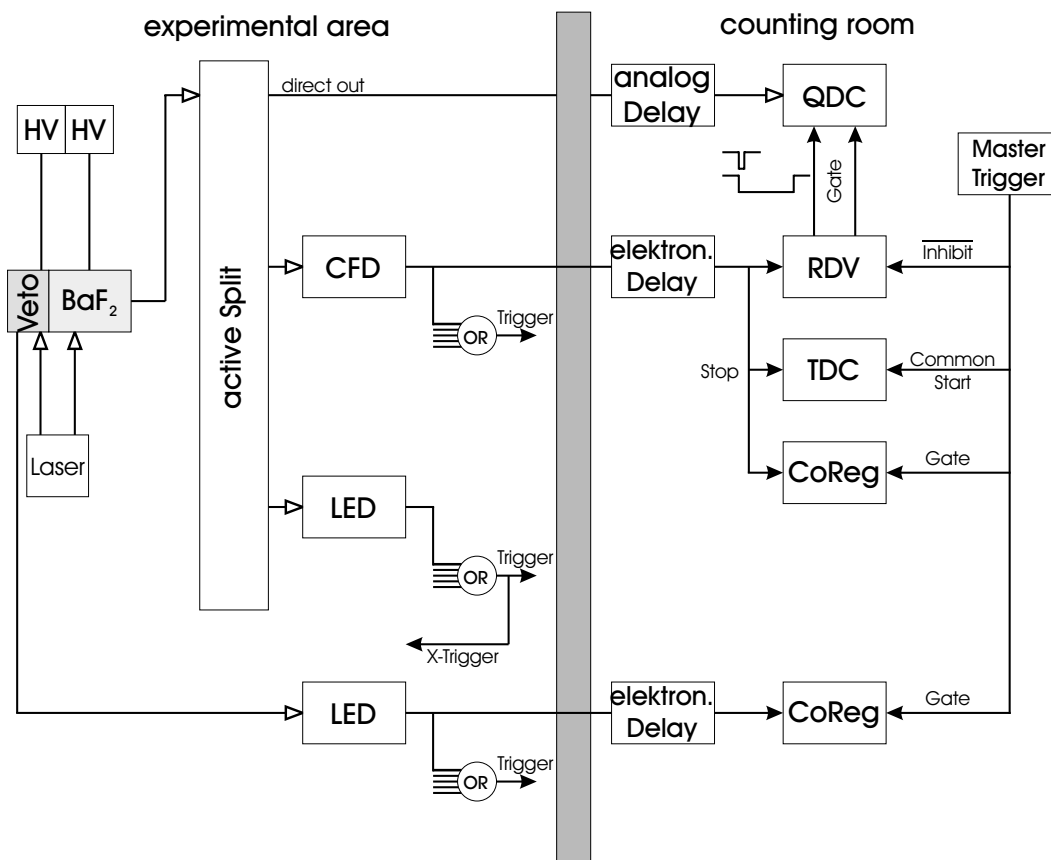 experimental area
counting room
direct out
analog
Delay
QDC
HV HV
Master
Trigger
Gate
CFD
elektron.
Delay
RDV
Inhibit
Veto
BaF₂
active Split
OR
Trigger
Stop
TDC
Common
Start
Laser
CoReg
Gate
LED
OR
Trigger
X-Trigger
LED
elektron.
Delay
CoReg
Gate
OR
Trigger